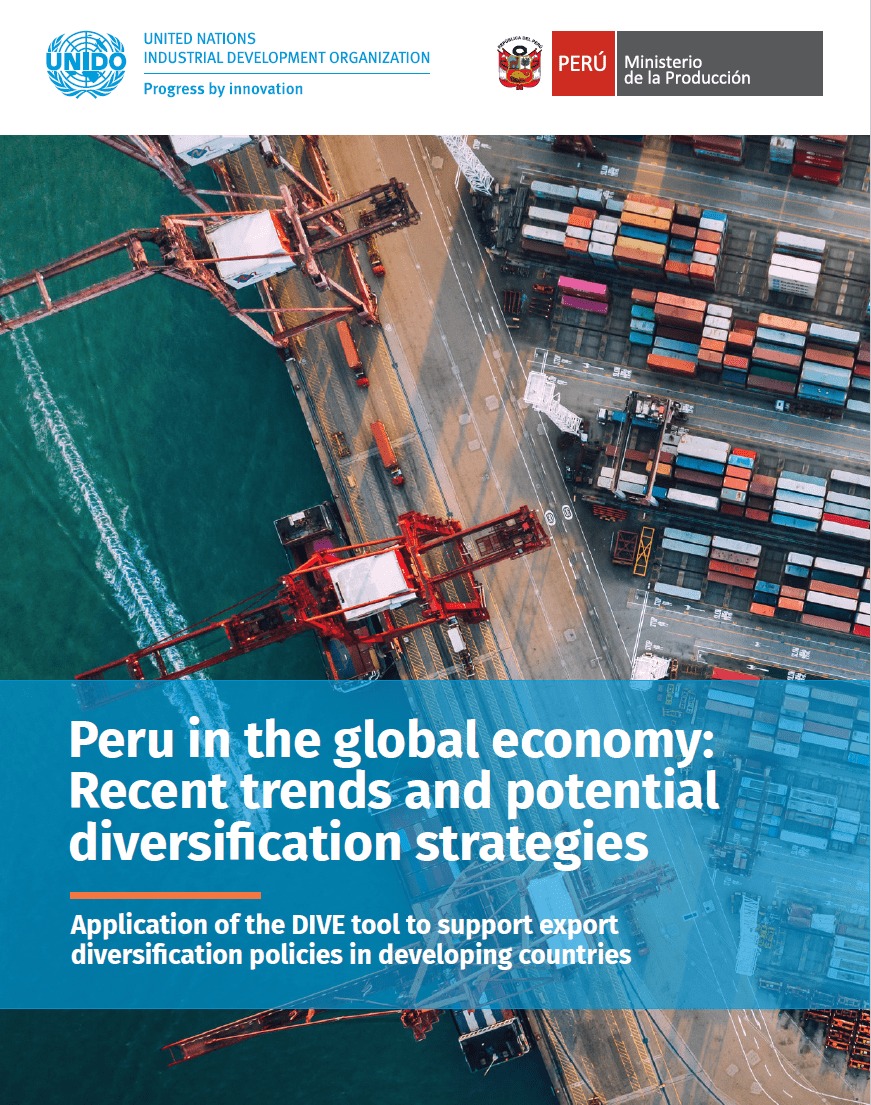 UNIDO
UNITED NATIONS
INDUSTRIAL DEVELOPMENT ORGANIZATION
Progress by innovation
REPÚBLICA DEL PERÚ
PERÚ
Ministerio
de la Producción
Peru in the global economy:
Recent trends and potential
diversification strategies
Application of the DIVE tool to support export
diversification policies in developing countries